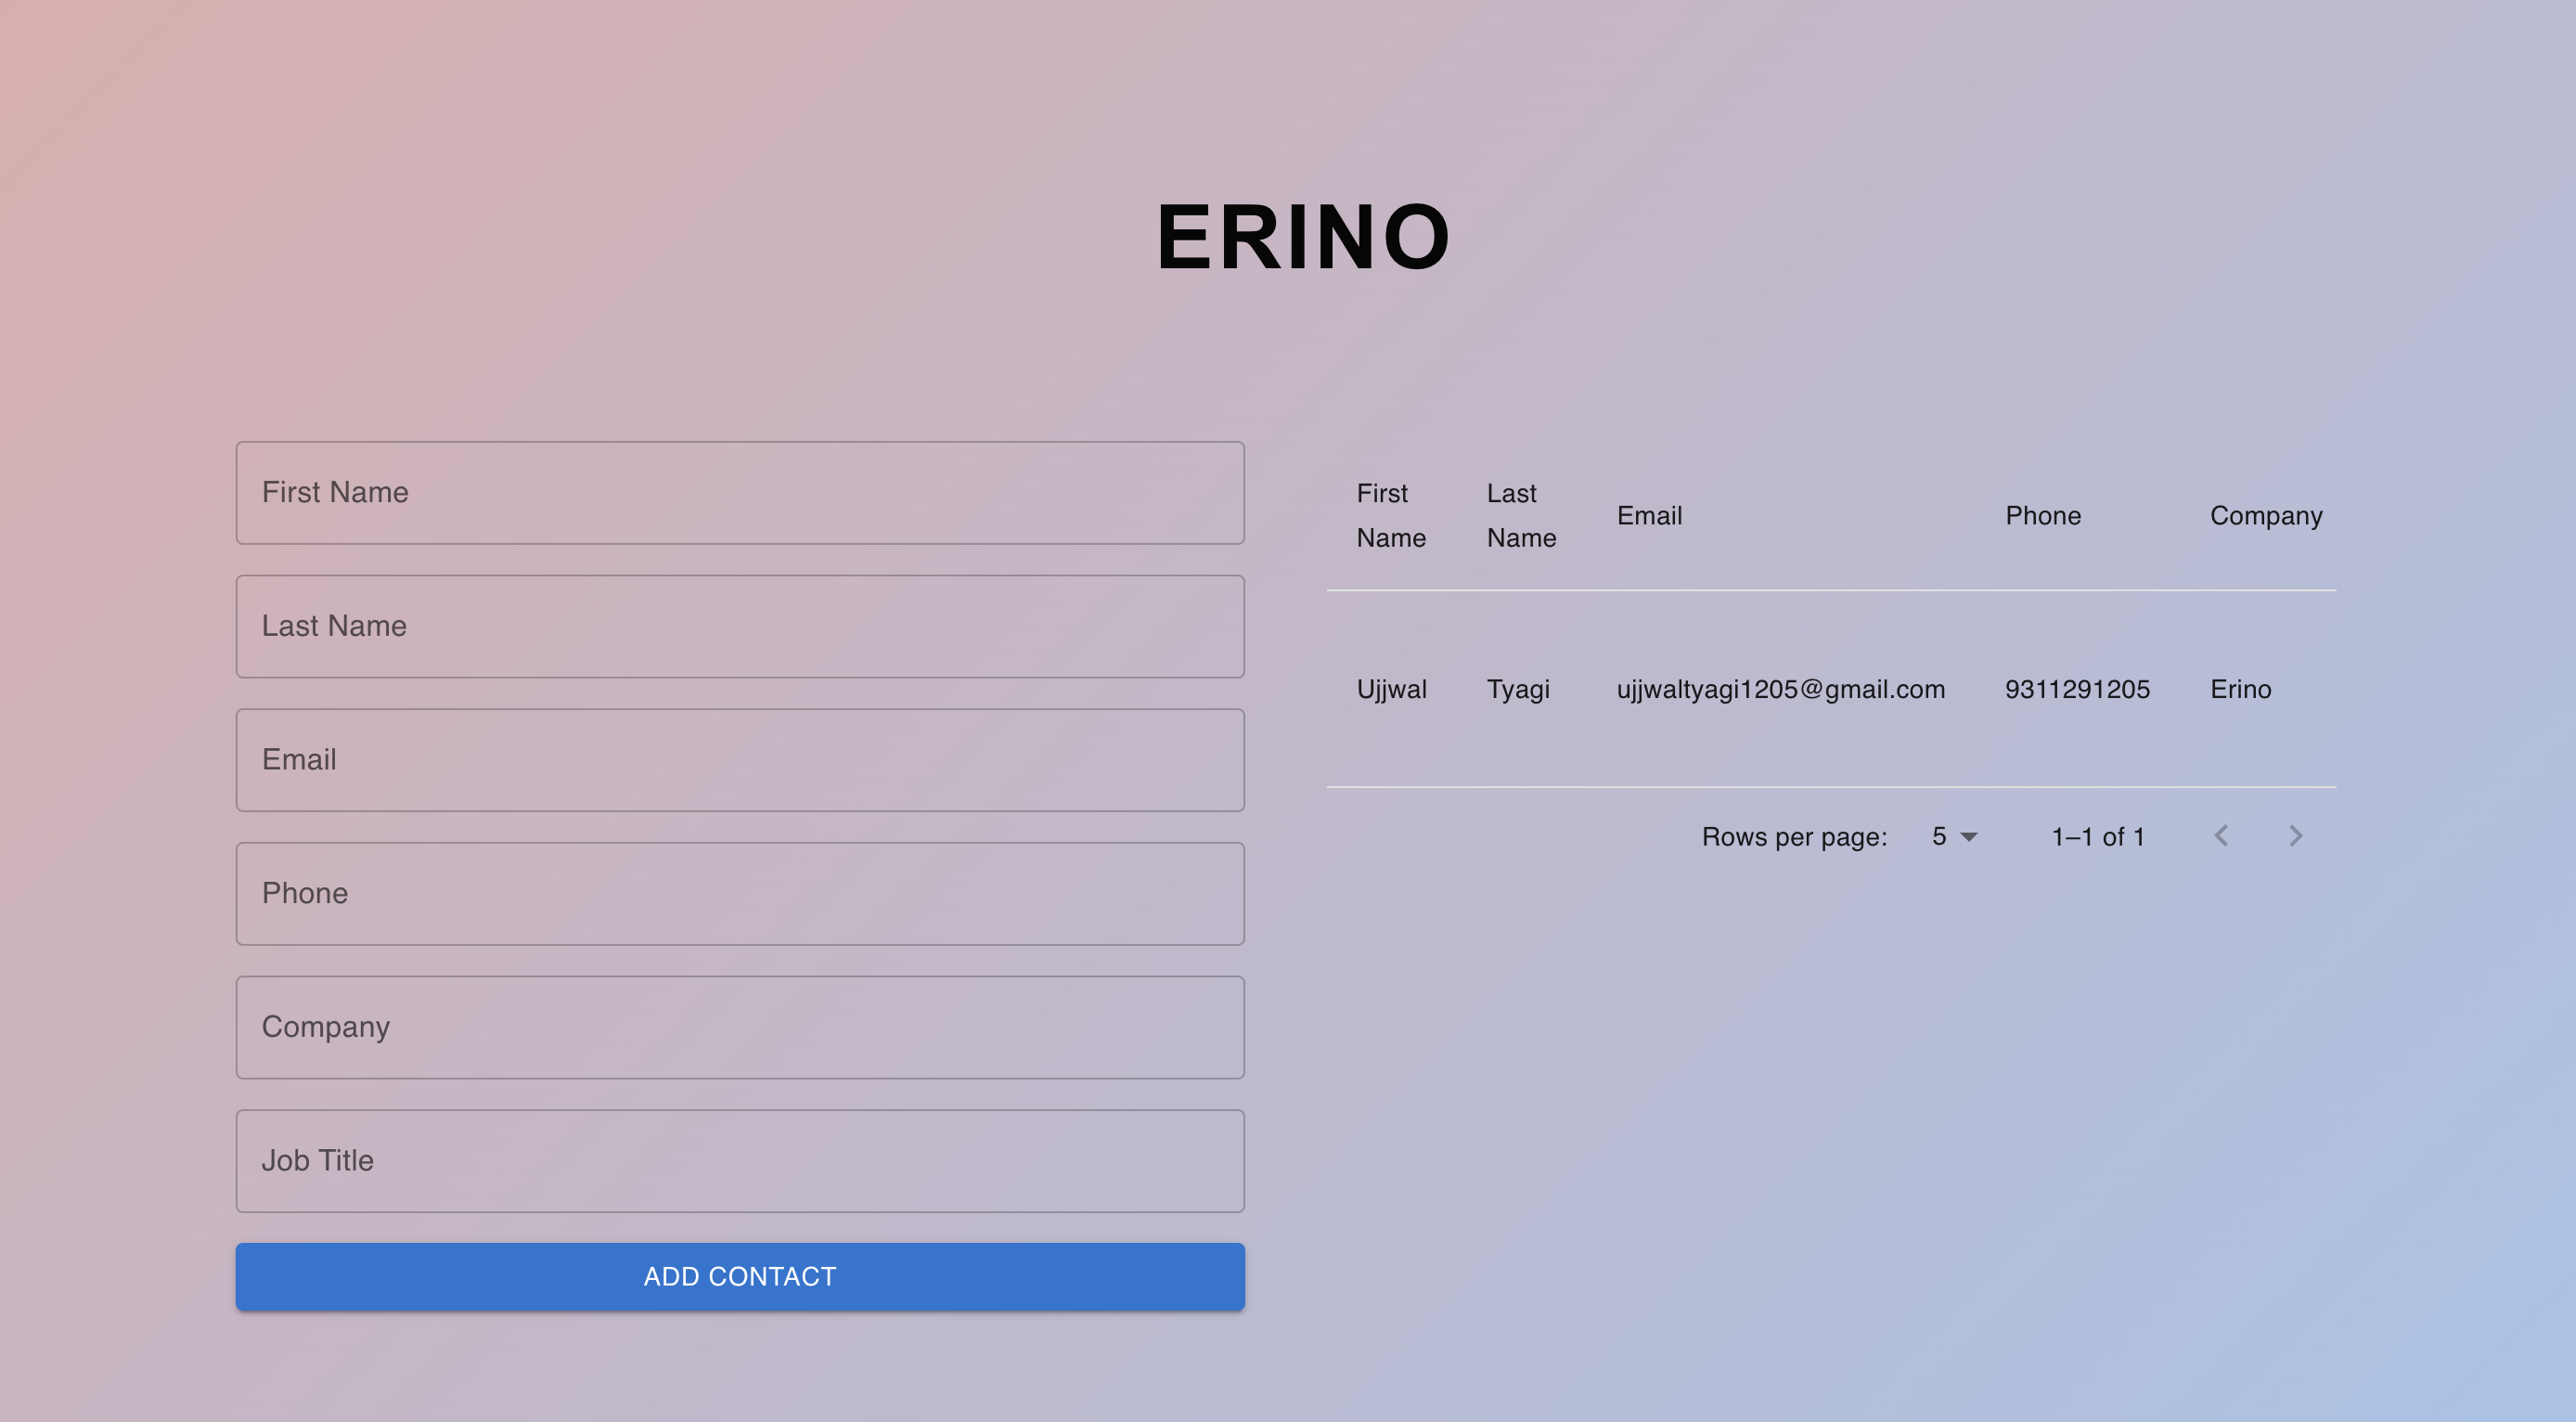 ERINO
First Name
Last Name
Email
Phone
Company
Job Title
ADD CONTACT
First Name Last Name Email Phone Company
Ujjwal Tyagi ujjwaltyagi1205@gmail.com 9311291205 Erino
Rows per page: 5 1–1 of 1